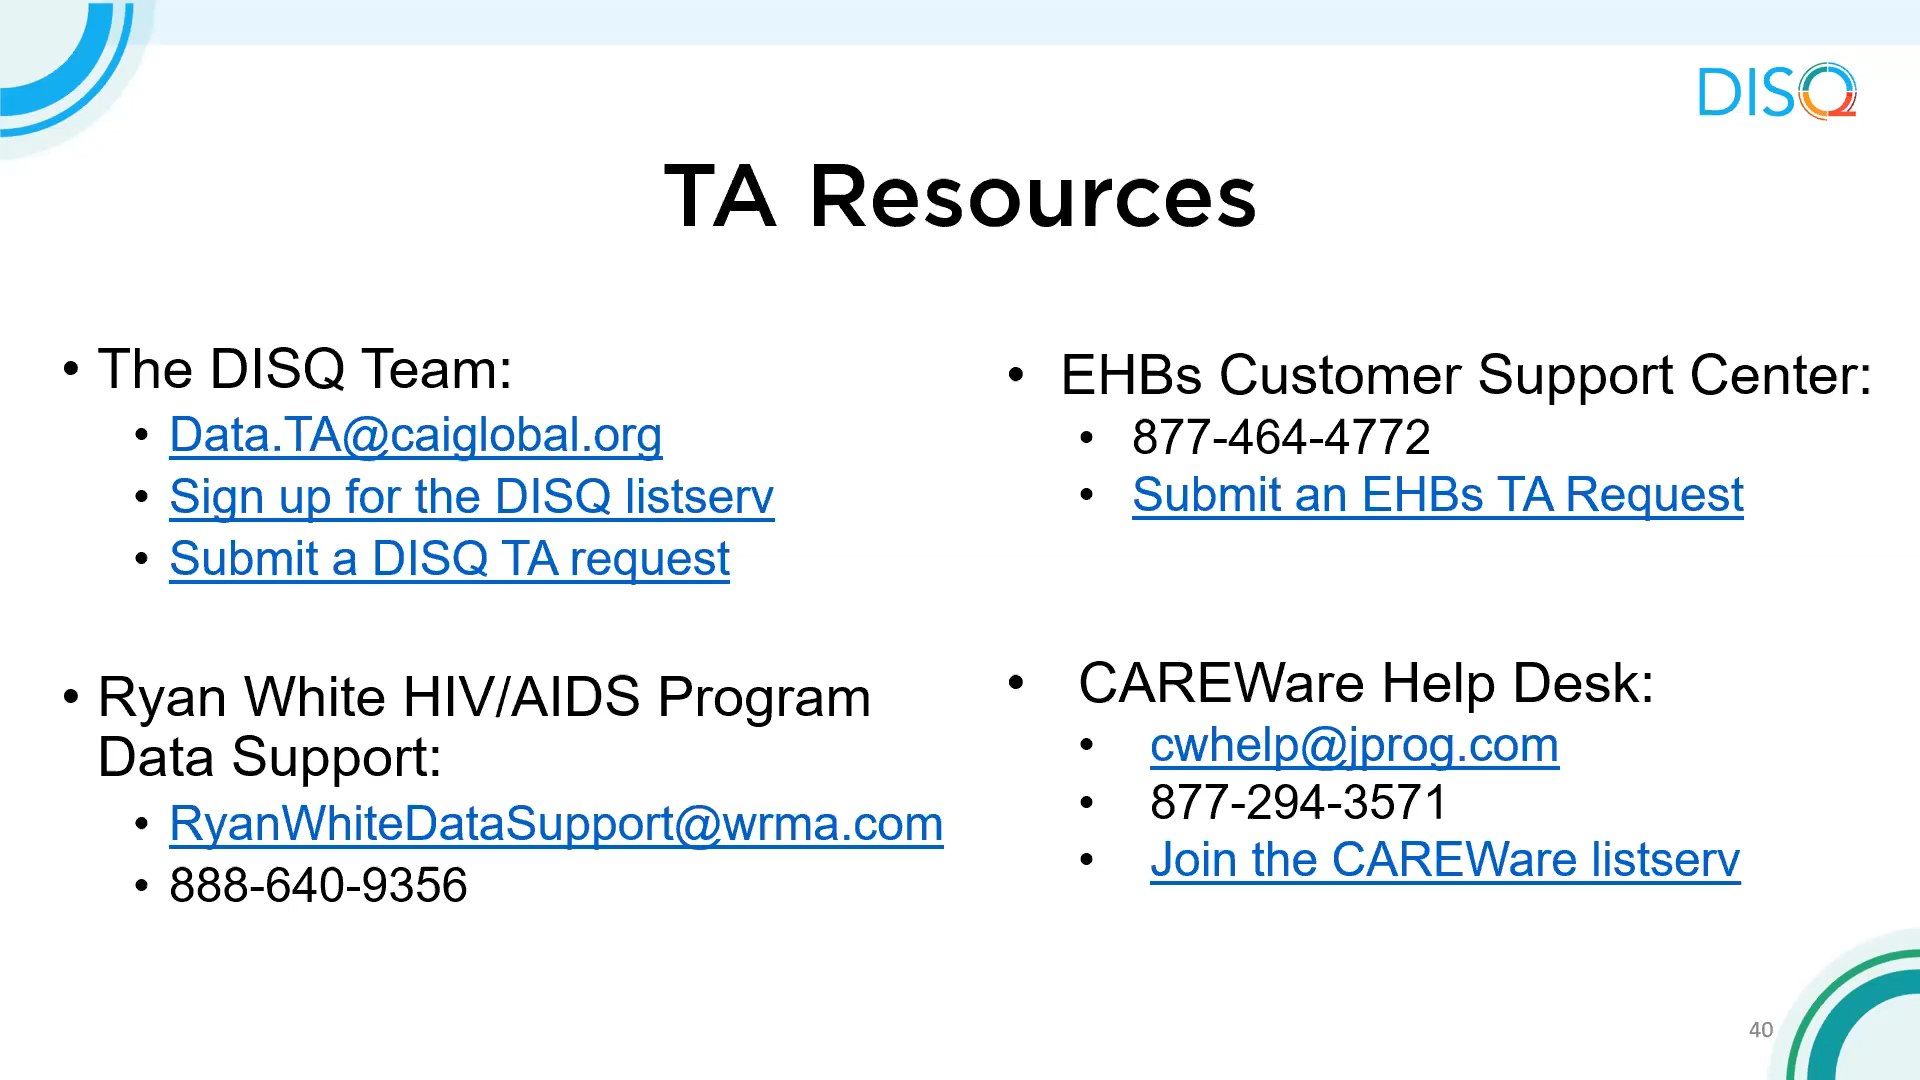 DISQ
TA Resources
• The DISQ Team:
• Data.TA@caiglobal.org
• Sign up for the DISQ listserv
• Submit a DISQ TA request
• Ryan White HIV/AIDS Program
Data Support:
• RyanWhiteDataSupport@wrma.com
• 888-640-9356
• EHBs Customer Support Center:
• 877-464-4772
• Submit an EHBs TA Request
• CAREWare Help Desk:
• cwhelp@jprog.com
• 877-294-3571
• Join the CAREWare listserv
40